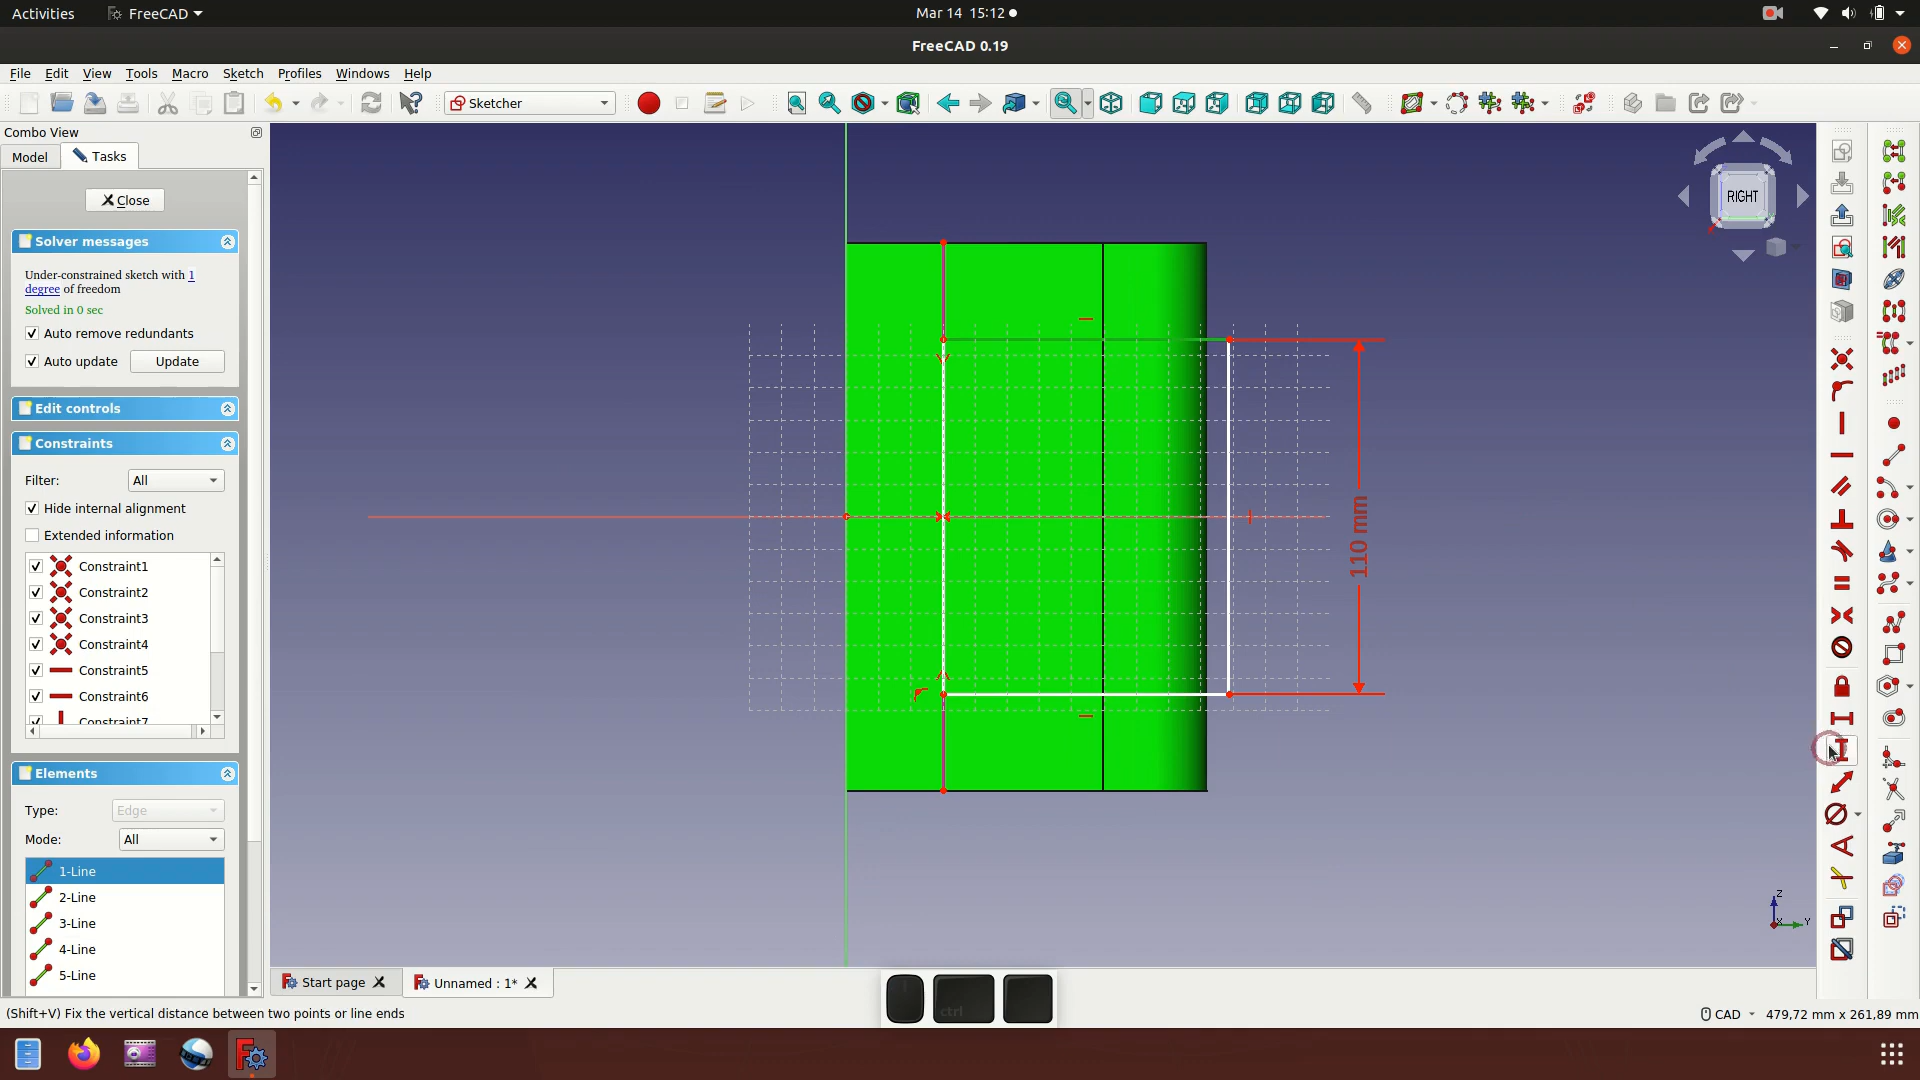 Activities
FreeCAD
Mar 14 15:12
FreeCAD 0.19
File Edit View Tools Macro Sketch Profiles Windows Help
Sketcher
Combo View
Model
Tasks
Close
RIGHT
Solver messages
Under-constrained sketch with 1
degree of freedom
Solved in 0 sec
Auto remove redundants
Auto update
Update
Edit controls
Constraints
Filter:
All
Hide internal alignment
Extended information
Constraint1
Constraint2
Constraint3
Constraint4
Constraint5
Constraint6
Constraint7
110 mm
Elements
Type:
Edge
Mode:
All
1-Line
2-Line
3-Line
4-Line
5-Line
Z
X
Y
Start page
Unnamed : 1*
ctrl
(Shift+V) Fix the vertical distance between two points or line ends
CAD
479,72 mm x 261,89 mm